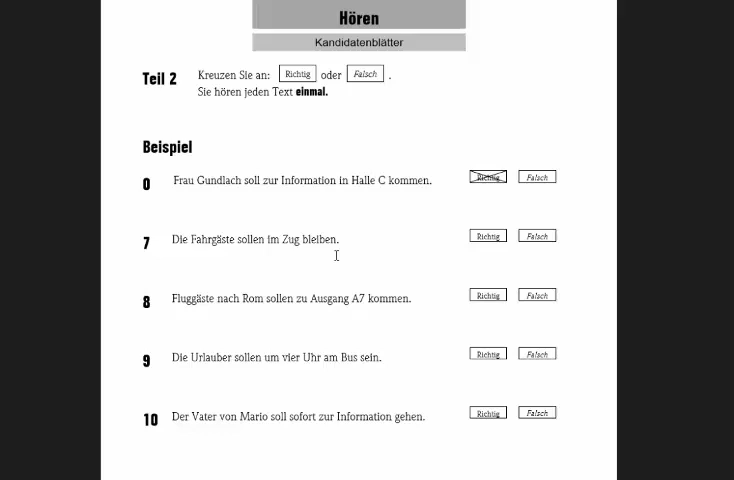 Hören
Kandidatenblätter
Teil 2 Kreuzen Sie an: Richtig oder Falsch .
Sie hören jeden Text einmal.
Beispiel
0 Frau Gundlach soll zur Information in Halle C kommen. Richtig Falsch
7 Die Fahrgäste sollen im Zug bleiben. Richtig Falsch
8 Fluggäste nach Rom sollen zu Ausgang A7 kommen. Richtig Falsch
9 Die Urlauber sollen um vier Uhr am Bus sein. Richtig Falsch
10 Der Vater von Mario soll sofort zur Information gehen. Richtig Falsch